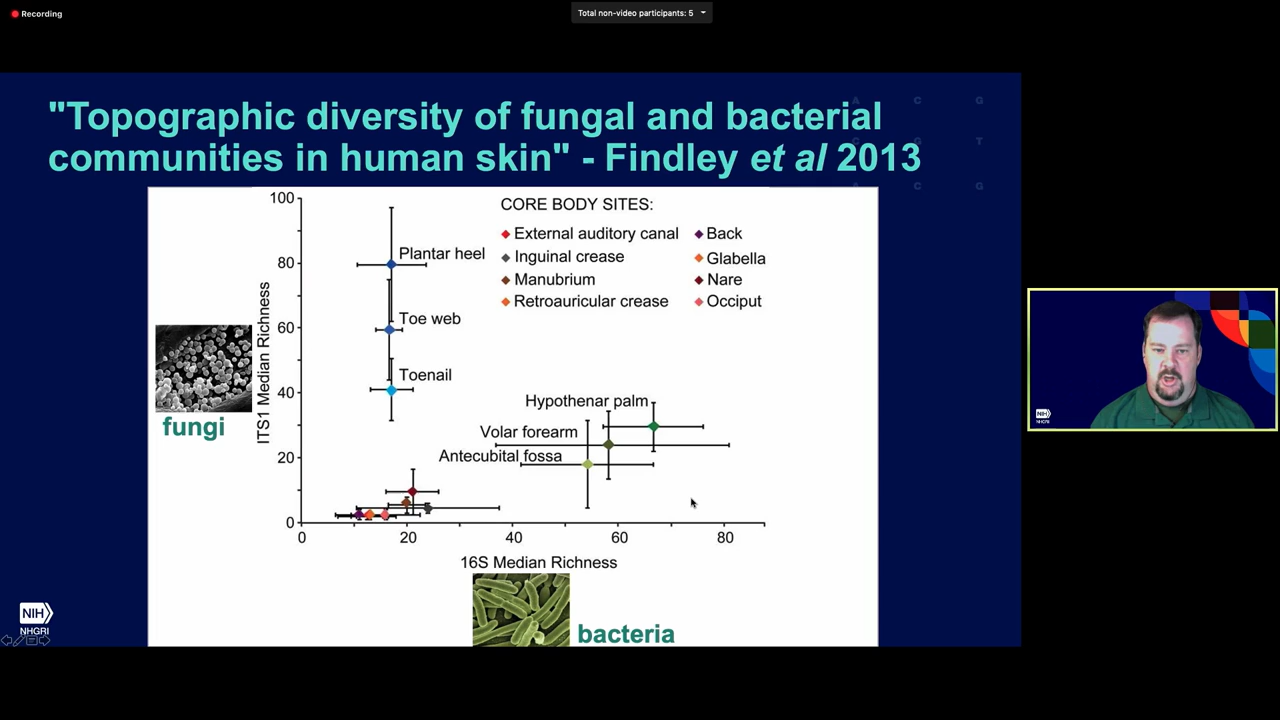 Recording
Total non-video participants: 5
"Topographic diversity of fungal and bacterial
communities in human skin" - Findley et al 2013
A C G
T
A C G
100
80
60
40
20
0
ITS1 Median Richness
CORE BODY SITES:
External auditory canal
Back
Inguinal crease
Glabella
Manubrium
Nare
Retroauricular crease
Occiput
Plantar heel
Toe web
Toenail
Hypothenar palm
Volar forearm
Antecubital fossa
fungi
0 20 40 60 80
16S Median Richness
bacteria
NIH
NHGRI
NIH
NHGRI